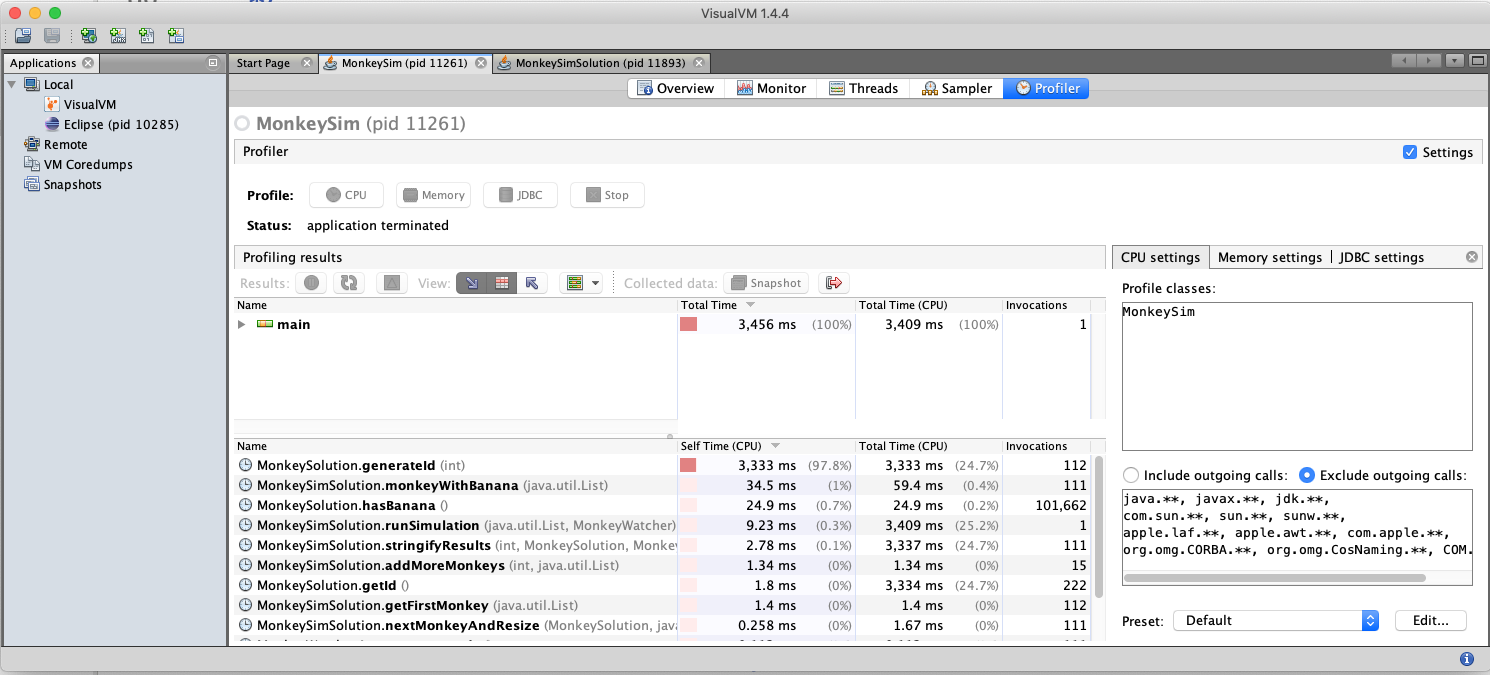 VisualVM 1.4.4
Applications
Start Page
MonkeySim (pid 11261)
MonkeySimSolution (pid 11893)
Local
VisualVM
Eclipse (pid 10285)
Remote
VM Coredumps
Snapshots
Overview Monitor Threads Sampler Profiler
MonkeySim (pid 11261)
Profiler Settings
Profile: CPU Memory JDBC Stop
Status: application terminated
Profiling results
Results: View: Collected data: Snapshot
Name Total Time Total Time (CPU) Invocations
main 3,456 ms (100%) 3,409 ms (100%) 1
Name Self Time (CPU) Total Time (CPU) Invocations
MonkeySolution.generateId (int) 3,333 ms (97.8%) 3,333 ms (24.7%) 112
MonkeySimSolution.monkeyWithBanana (java.util.List) 34.5 ms (1%) 59.4 ms (0.4%) 111
MonkeySolution.hasBanana () 24.9 ms (0.7%) 24.9 ms (0.2%) 101,662
MonkeySimSolution.runSimulation (java.util.List, MonkeyWatcher) 9.23 ms (0.3%) 3,409 ms (25.2%) 1
MonkeySimSolution.stringifyResults (int, MonkeySolution, Monkey 2.78 ms (0.1%) 3,337 ms (24.7%) 111
MonkeySimSolution.addMoreMonkeys (int, java.util.List) 1.34 ms (0%) 1.34 ms (0%) 15
MonkeySolution.getId () 1.8 ms (0%) 3,334 ms (24.7%) 222
MonkeySimSolution.getFirstMonkey (java.util.List) 1.4 ms (0%) 1.4 ms (0%) 112
MonkeySimSolution.nextMonkeyAndResize (MonkeySolution, java 0.258 ms (0%) 1.67 ms (0%) 111
CPU settings Memory settings JDBC settings
Profile classes:
MonkeySim
Include outgoing calls: Exclude outgoing calls:
java.**, javax.**, jdk.**,
com.sun.**, sun.**, sunw.**,
apple.laf.**, apple.awt.**, com.apple.**,
org.omg.CORBA.**, org.omg.CosNaming.**, COM.
Preset: Default Edit...